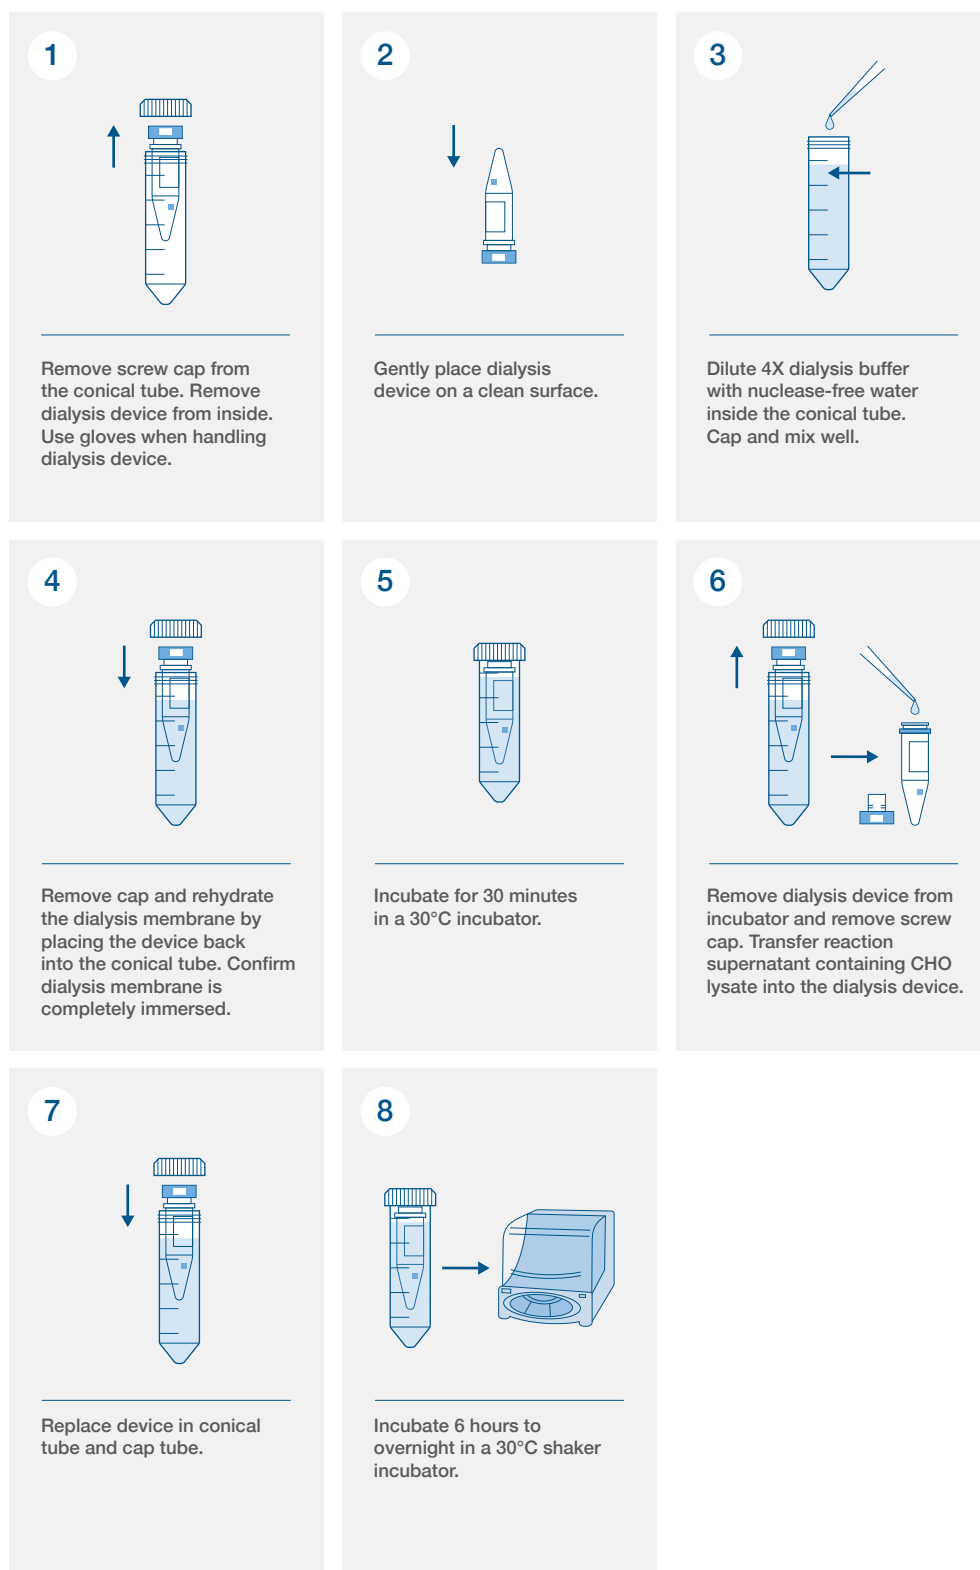 1
Remove screw cap from
the conical tube. Remove
dialysis device from inside.
Use gloves when handling
dialysis device.
2
Gently place dialysis
device on a clean surface.
3
Dilute 4X dialysis buffer
with nuclease-free water
inside the conical tube.
Cap and mix well.
4
Remove cap and rehydrate
the dialysis membrane by
placing the device back
into the conical tube. Confirm
dialysis membrane is
completely immersed.
5
Incubate for 30 minutes
in a 30°C incubator.
6
Remove dialysis device from
incubator and remove screw
cap. Transfer reaction
supernatant containing CHO
lysate into the dialysis device.
7
Replace device in conical
tube and cap tube.
8
Incubate 6 hours to
overnight in a 30°C shaker
incubator.